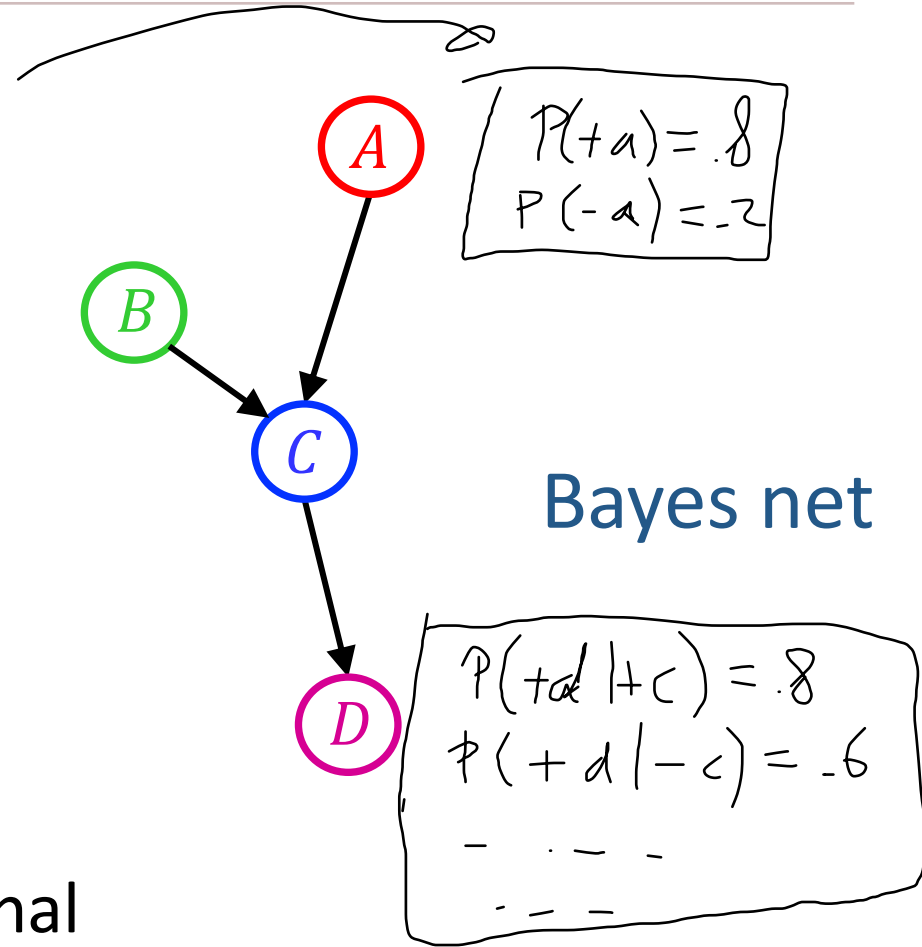 A
P(+a)=.8
P(-a)=.2
B
C
Bayes net
D
P(+d|+c)=.8
P(+d|-c)=.6
nal